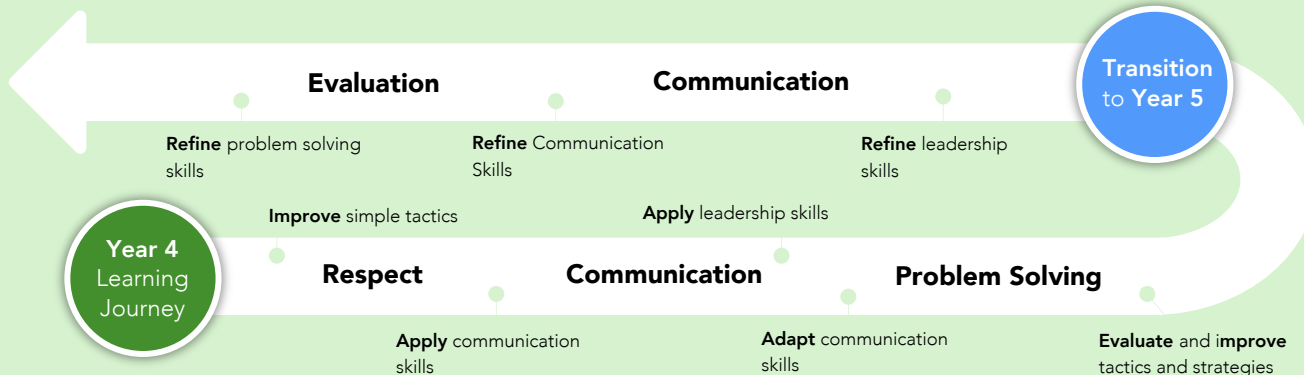 Evaluation
Communication
Transition
to Year 5
Refine problem solving
skills
Refine Communication
Skills
Refine leadership
skills
Improve simple tactics
Apply leadership skills
Year 4
Learning
Journey
Respect
Communication
Problem Solving
Apply communication
skills
Adapt communication
skills
Evaluate and improve
tactics and strategies